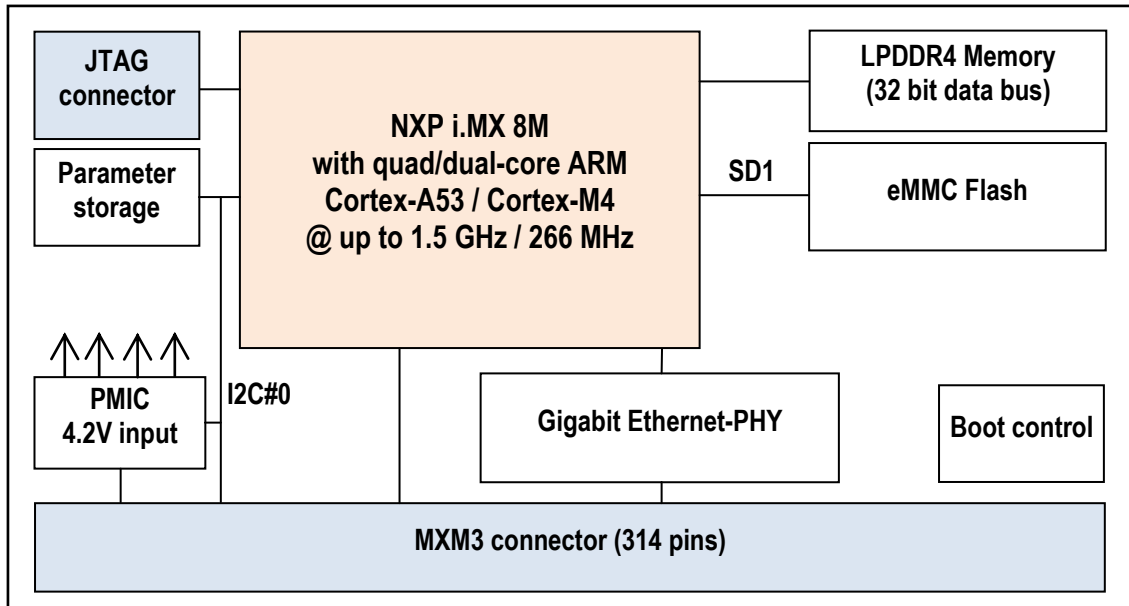 JTAG
connector
NXP i.MX 8M
with quad/dual-core ARM
Cortex-A53 / Cortex-M4
@ up to 1.5 GHz / 266 MHz
LPDDR4 Memory
(32 bit data bus)
Parameter
storage
SD1
eMMC Flash
PMIC
4.2V input
I2C#0
Gigabit Ethernet-PHY
Boot control
MXM3 connector (314 pins)